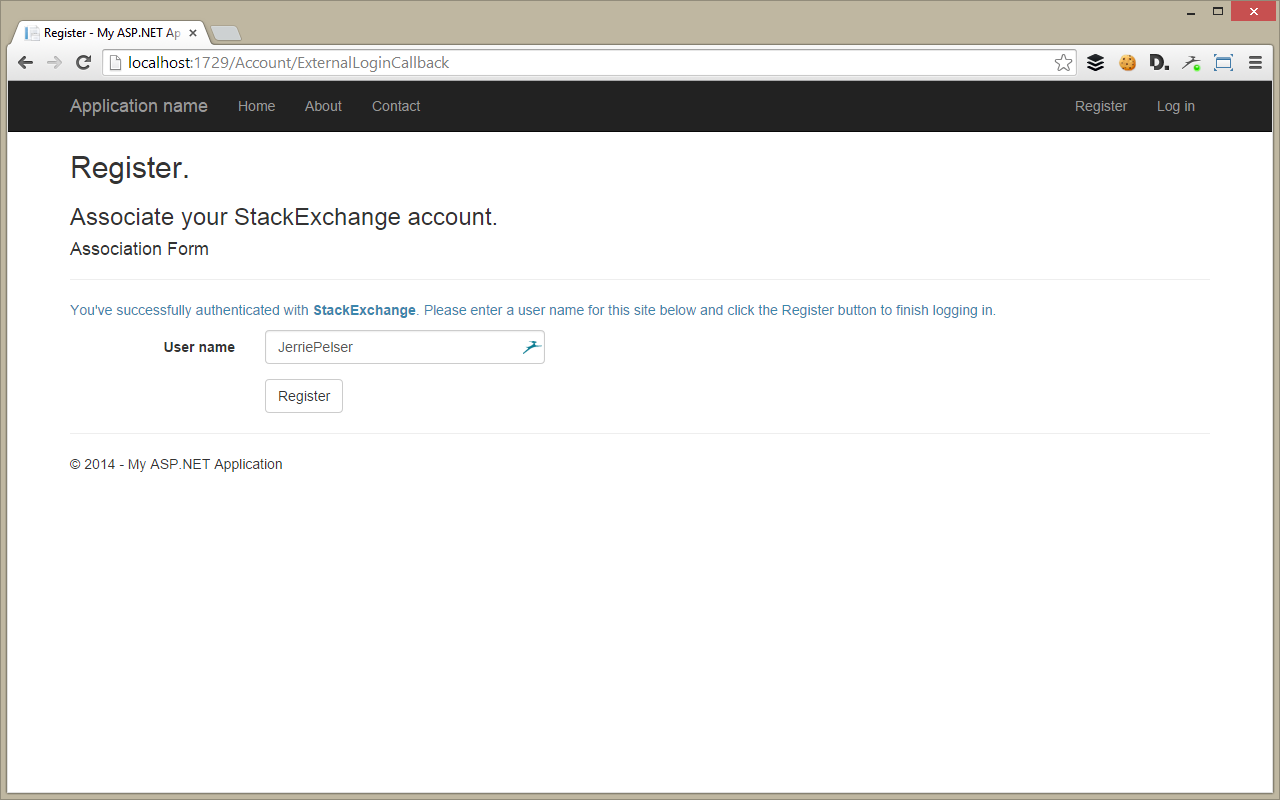 Register - My ASP.NET Ap
localhost:1729/Account/ExternalLoginCallback
D.
Application name Home About Contact Register Log in
Register.
Associate your StackExchange account.
Association Form
You've successfully authenticated with StackExchange. Please enter a user name for this site below and click the Register button to finish logging in.
User name JerriePelser
Register
© 2014 - My ASP.NET Application